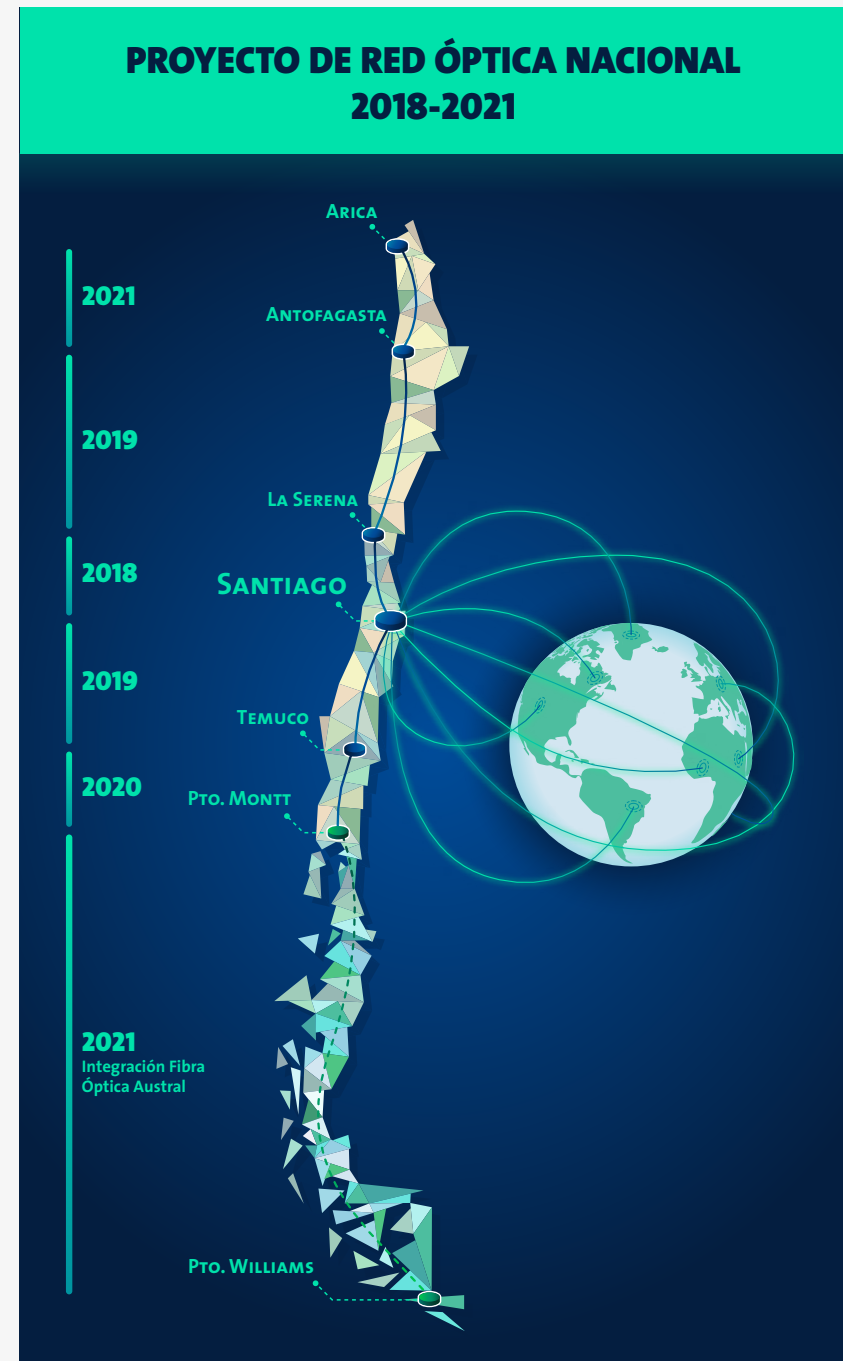 PROYECTO DE RED ÓPTICA NACIONAL
2018-2021
ARICA
2021
ANTOFAGASTA
2019
LA SERENA
2018
SANTIAGO
2019
TEMUCO
2020
PTO. MONTT
2021
Integración Fibra
Óptica Austral
PTO. WILLIAMS